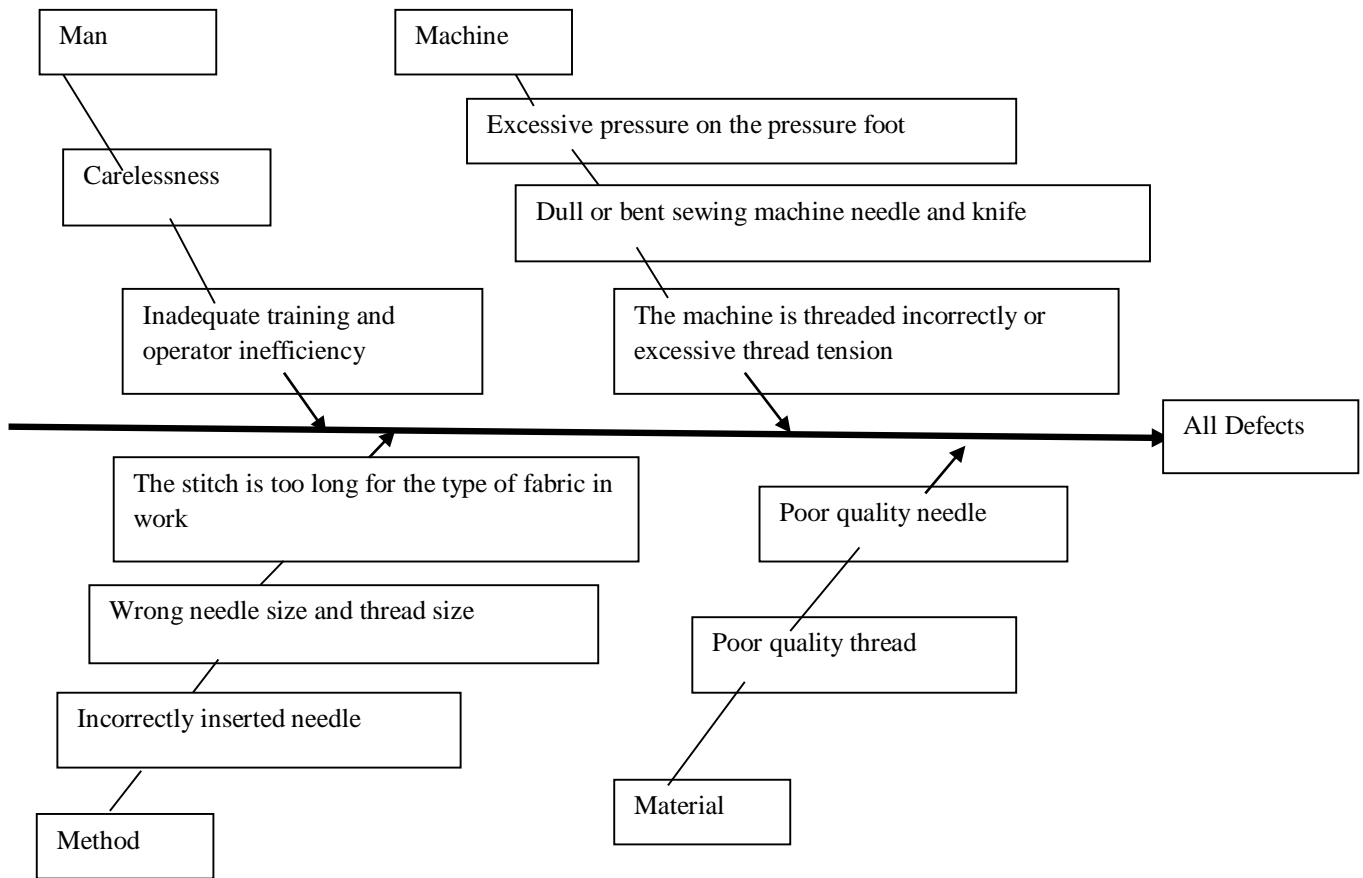 Man
Machine
Excessive pressure on the pressure foot
Carelessness
Dull or bent sewing machine needle and knife
Inadequate training and
operator inefficiency
The machine is threaded incorrectly or
excessive thread tension
All Defects
The stitch is too long for the type of fabric in
work
Poor quality needle
Wrong needle size and thread size
Poor quality thread
Incorrectly inserted needle
Material
Method